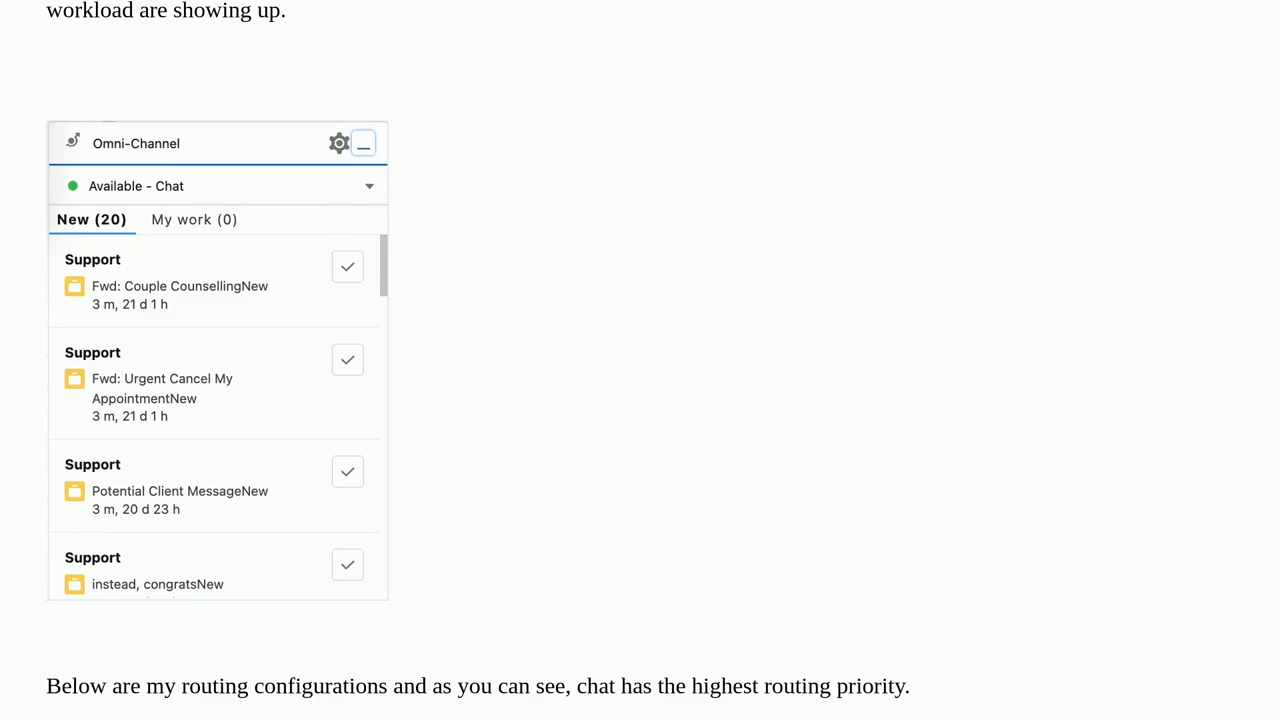 workload are showing up.
Omni-Channel
Available - Chat
New (20) My work (0)
Support
Fwd: Couple CounsellingNew
3 m, 21 d 1 h
Support
Fwd: Urgent Cancel My
AppointmentNew
3 m, 21 d 1 h
Support
Potential Client MessageNew
3 m, 20 d 23 h
Support
instead, congratsNew
Below are my routing configurations and as you can see, chat has the highest routing priority.